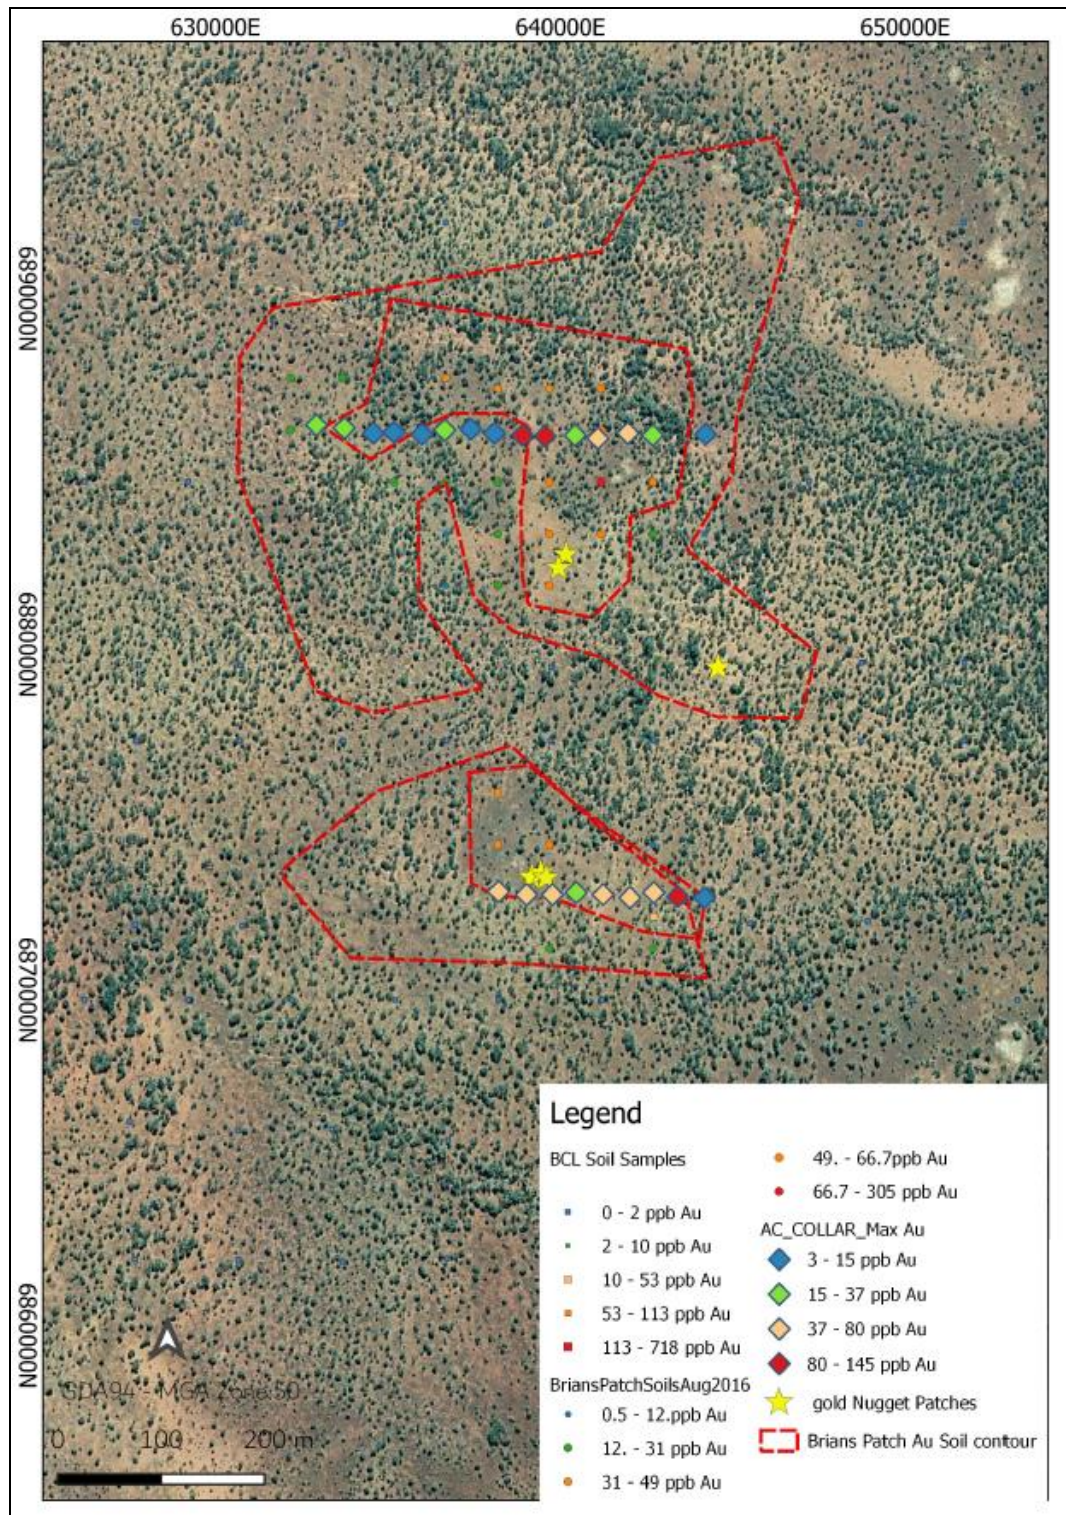 630000E 640000E 650000E
6890000N
6880000N
6870000N
6860000N
GDA94 - MGA Zone 50
0 100 200 m
Legend
BCL Soil Samples
0 - 2 ppb Au
2 - 10 ppb Au
10 - 53 ppb Au
53 - 113 ppb Au
113 - 718 ppb Au
BriansPatchSoilsAug2016
0.5 - 12.ppb Au
12. - 31 ppb Au
31 - 49 ppb Au
49. - 66.7ppb Au
66.7 - 305 ppb Au
AC_COLLAR_Max Au
3 - 15 ppb Au
15 - 37 ppb Au
37 - 80 ppb Au
80 - 145 ppb Au
gold Nugget Patches
Brians Patch Au Soil contour